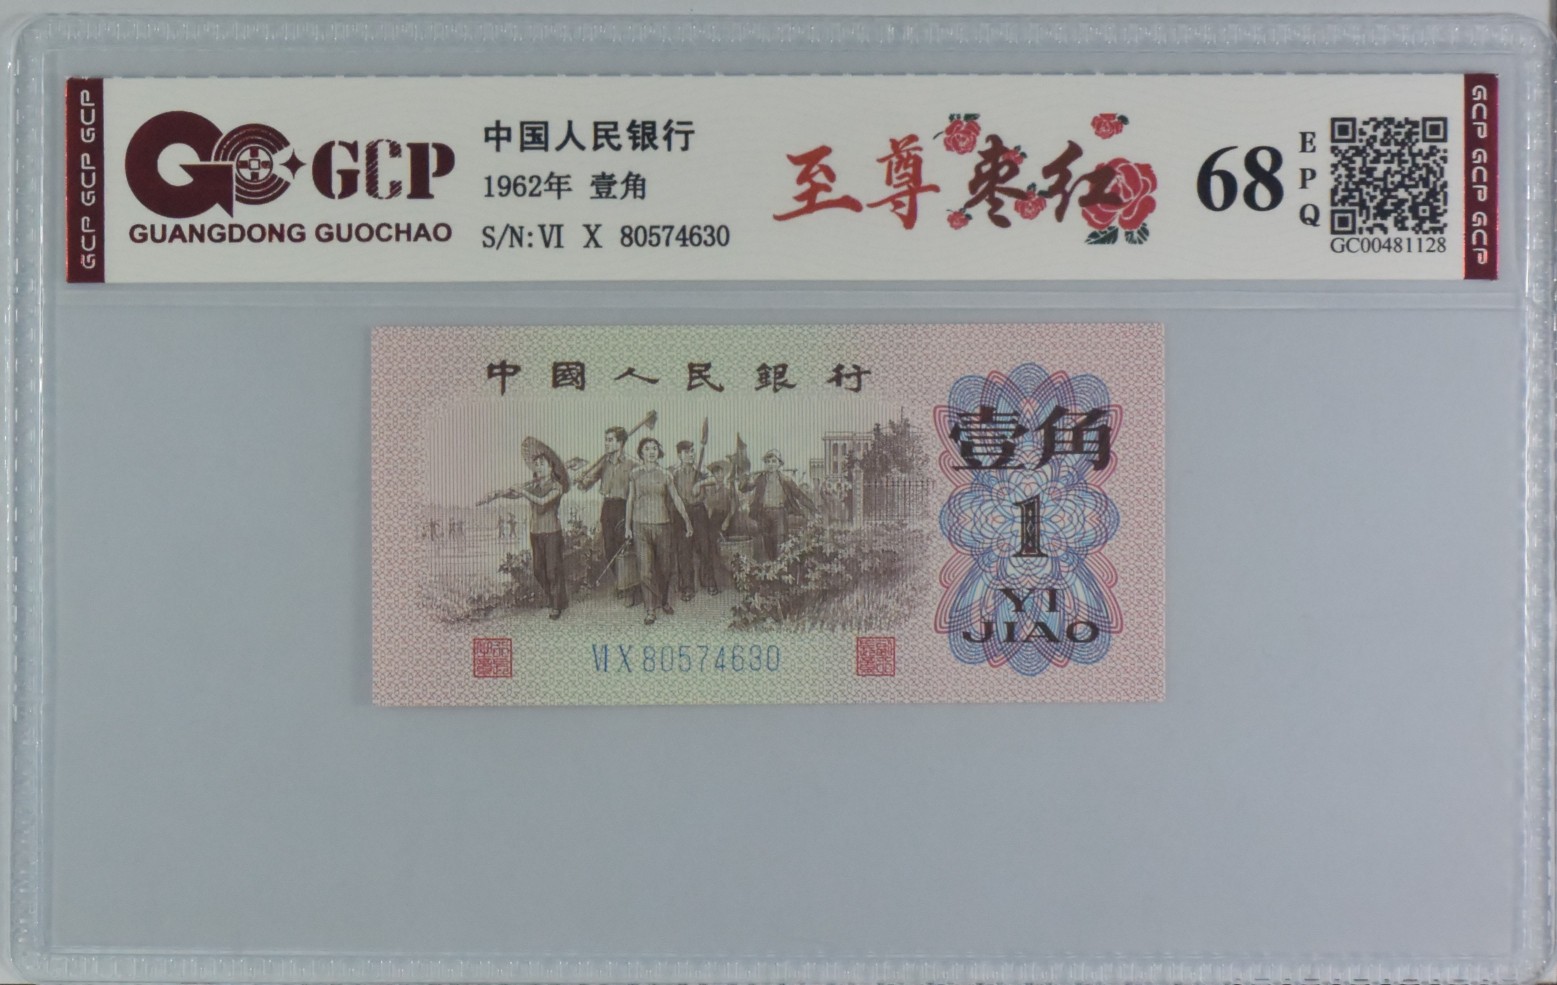 GCP GCP GCP
GCP
GUANGDONG GUOCHAO
中国人民银行
1962年 壹角
S/N:VI X 80574630
至尊枣红
68
EPQ
GC00481128
GCP GCP GCP
中國人民銀行
壹角
1
YI
JIAO
VI X 80574630